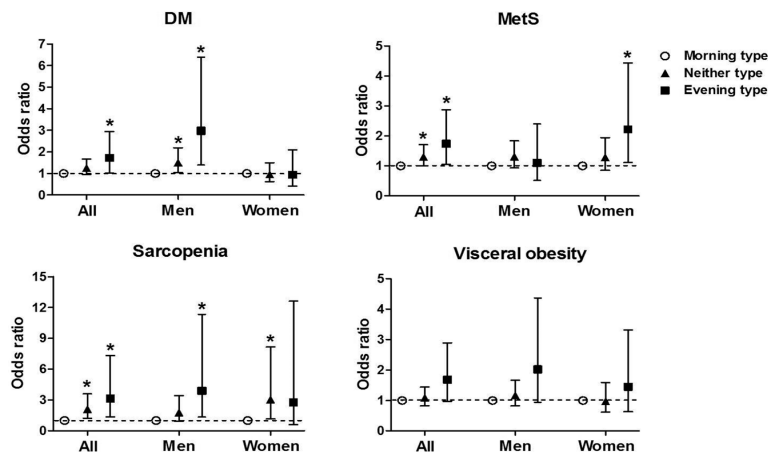 DM
7
6
5
4
3
2
1
0
Odds ratio
*
*
*
All
Men
Women
MetS
5
4
3
2
1
0
Odds ratio
*
*
*
All
Men
Women
Morning type
Neither type
Evening type
Sarcopenia
15
12
9
6
3
0
Odds ratio
*
*
*
*
All
Men
Women
Visceral obesity
5
4
3
2
1
0
Odds ratio
All
Men
Women